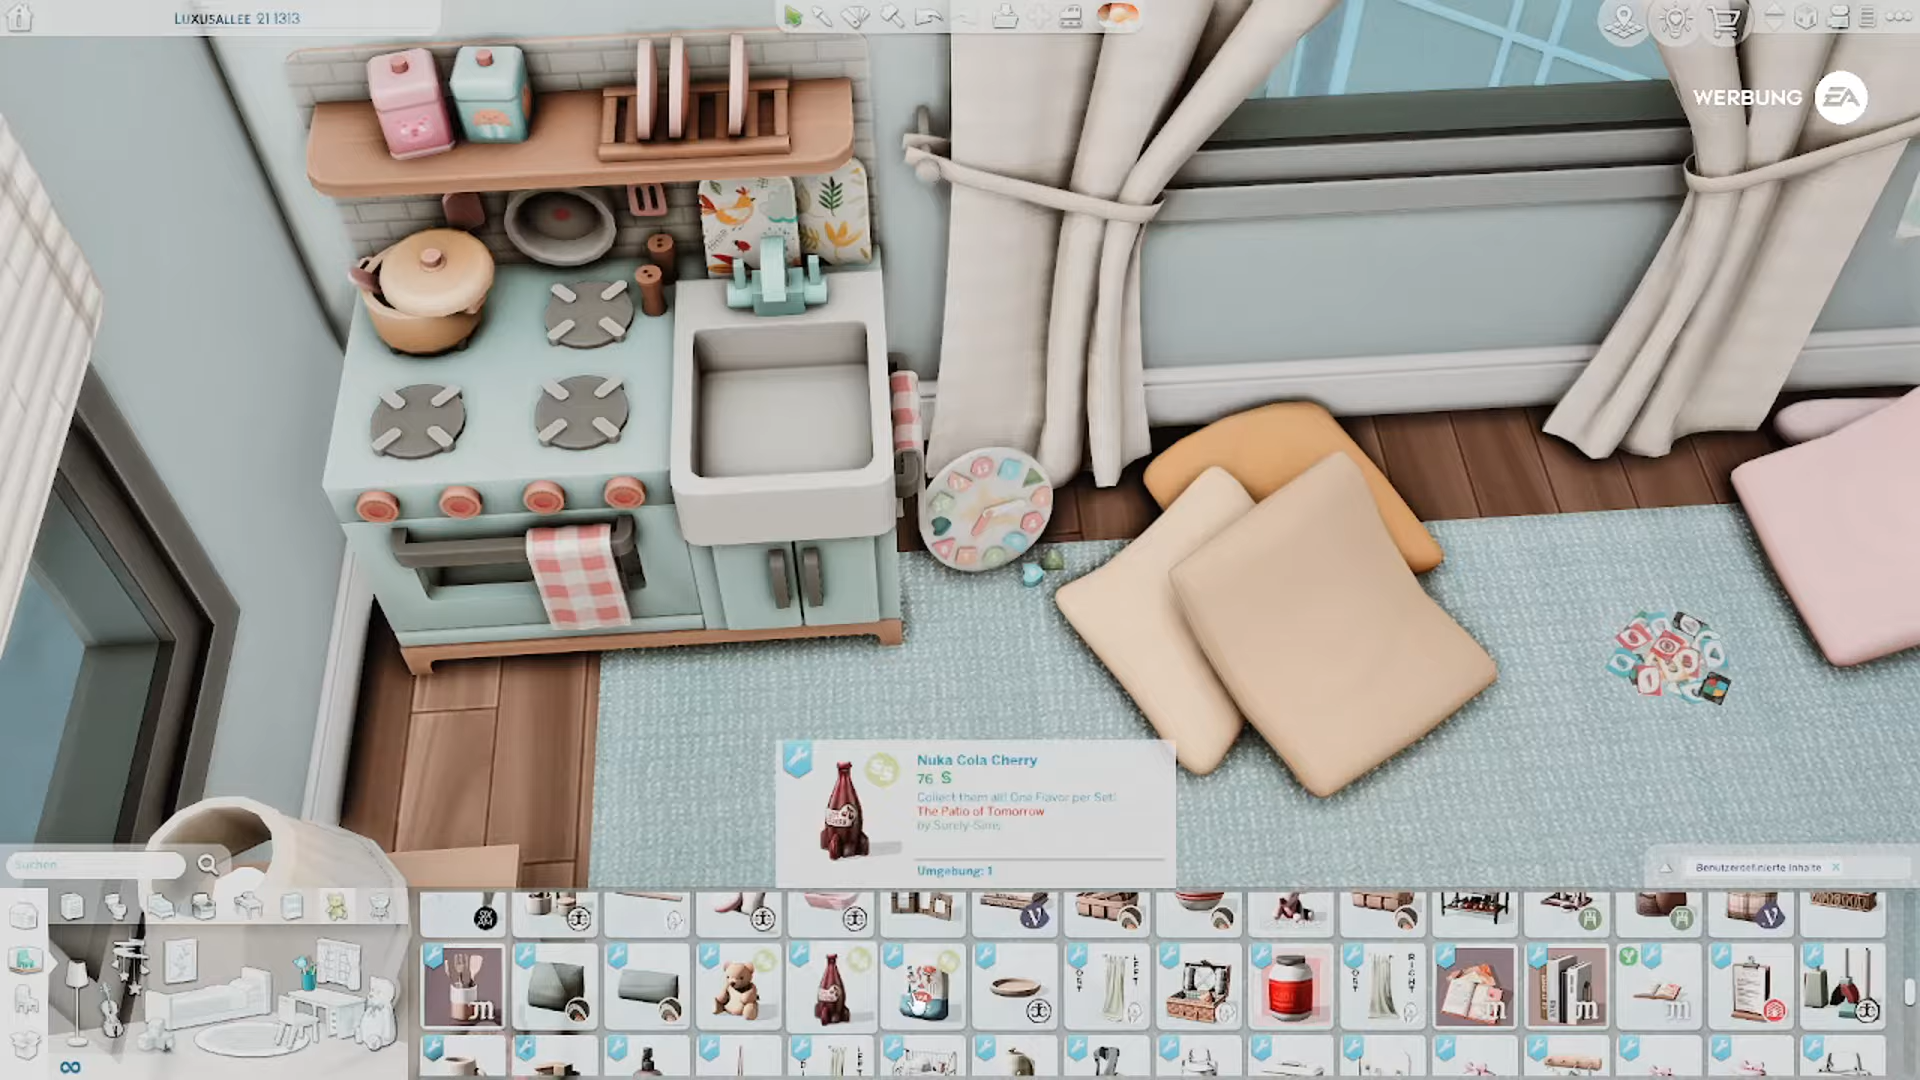 LUXUSALLEE 21 1313
WERBUNG EA
Nuka Cola Cherry
76 S
Collect them all! One Flavor per Set!
The Patio of Tomorrow
by Surely-Sims
Umgebung: 1
Suchen...
Benutzerdefinierte Inhalte x